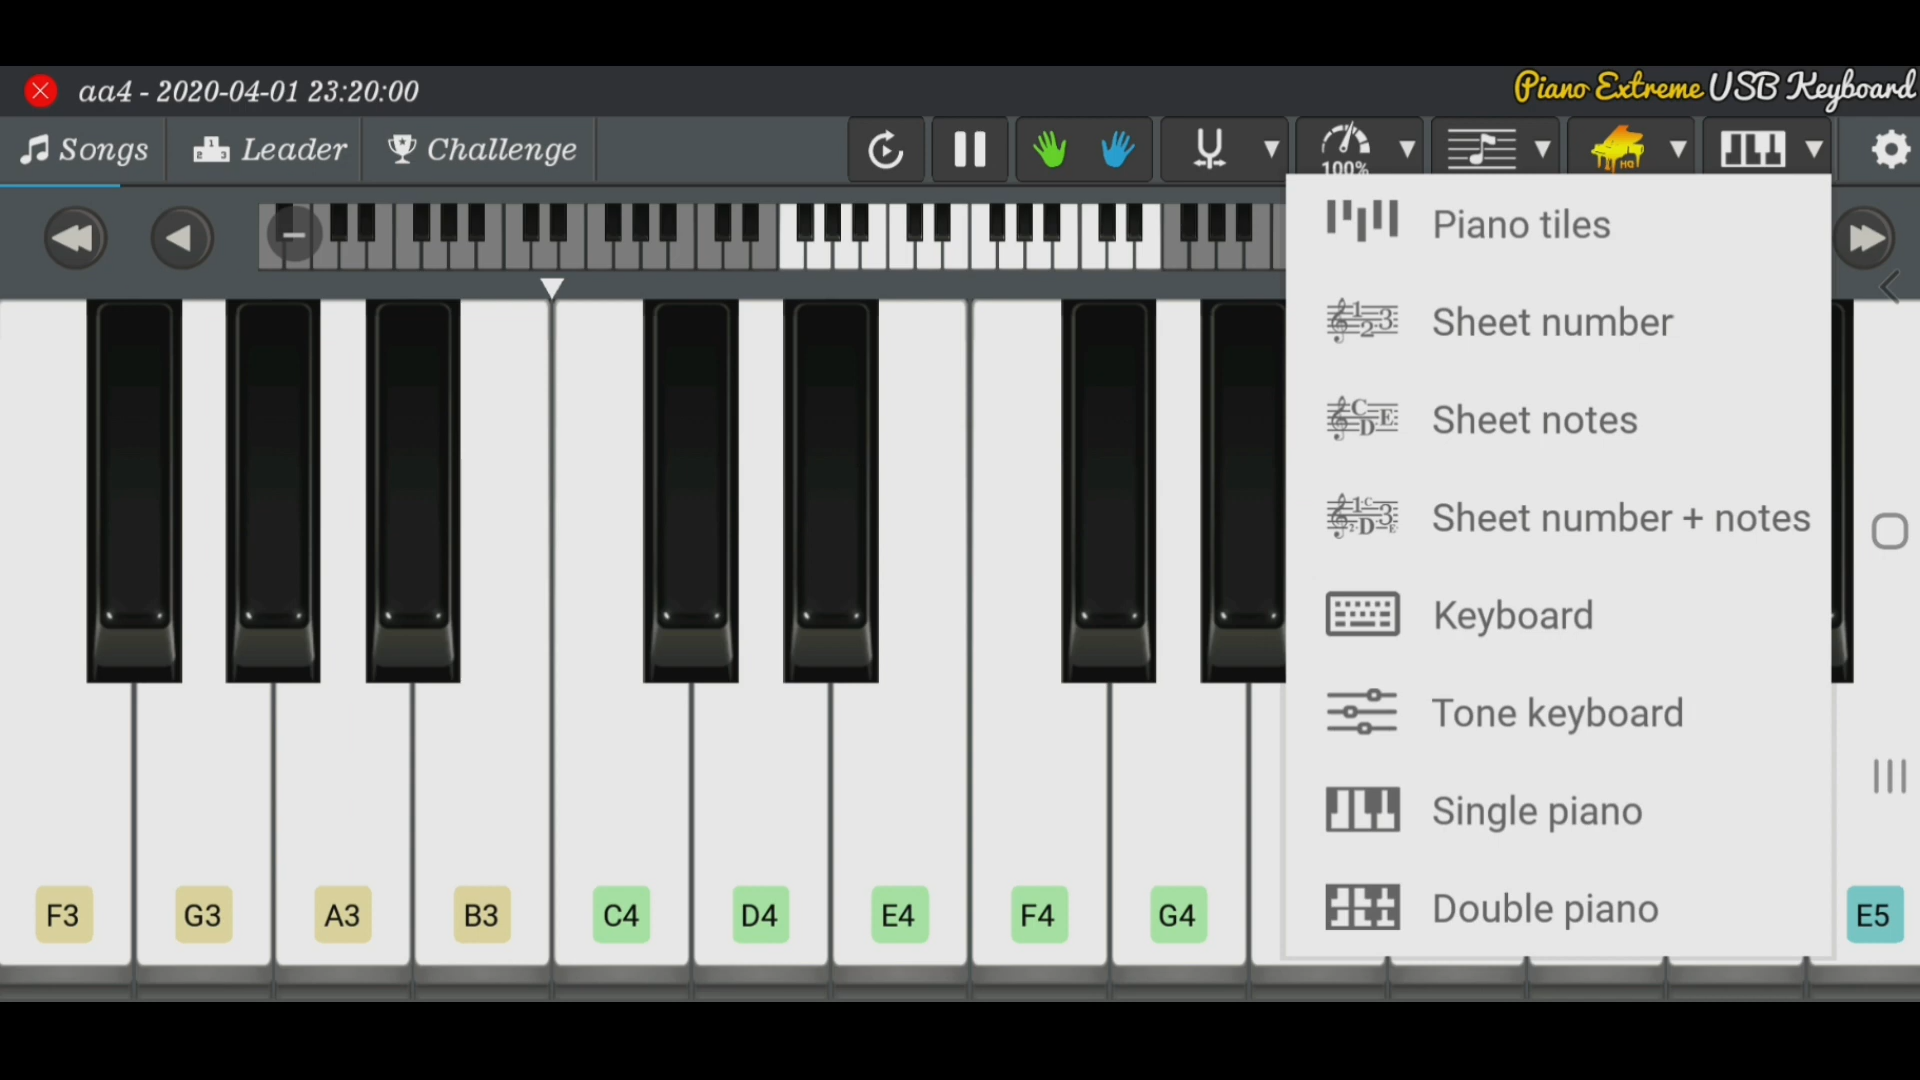 aa4 - 2020-04-01 23:20:00
Piano Extreme USB Keyboard
Songs
Leader
Challenge
100%
HQ
Piano tiles
Sheet number
Sheet notes
Sheet number + notes
Keyboard
Tone keyboard
Single piano
Double piano
F3 G3 A3 B3 C4 D4 E4 F4 G4 E5